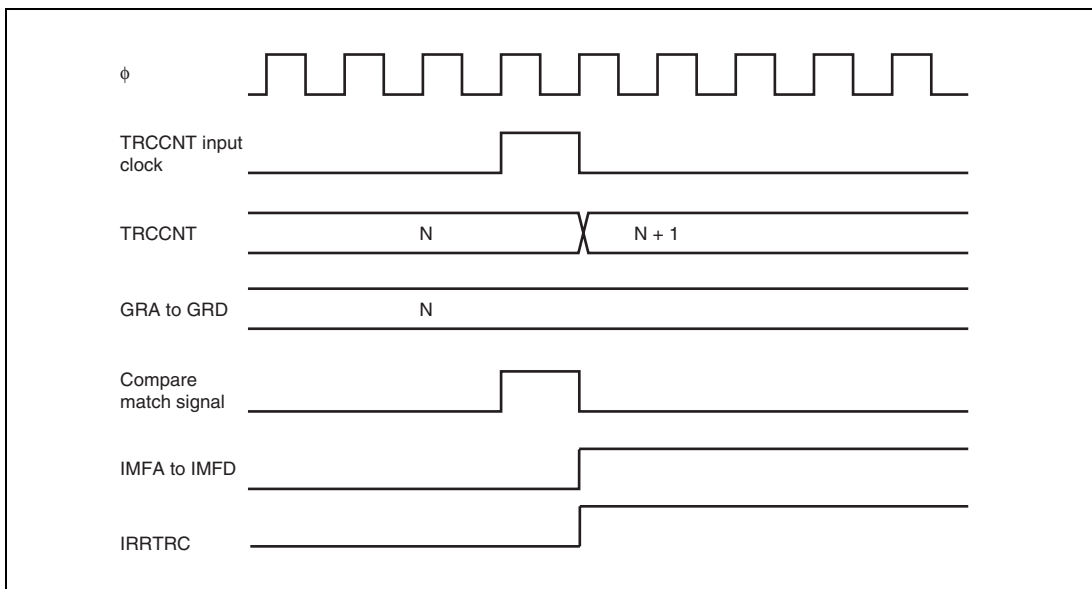 ϕ
TRCCNT input
clock
TRCCNT
N
N + 1
GRA to GRD
N
Compare
match signal
IMFA to IMFD
IRRTRC